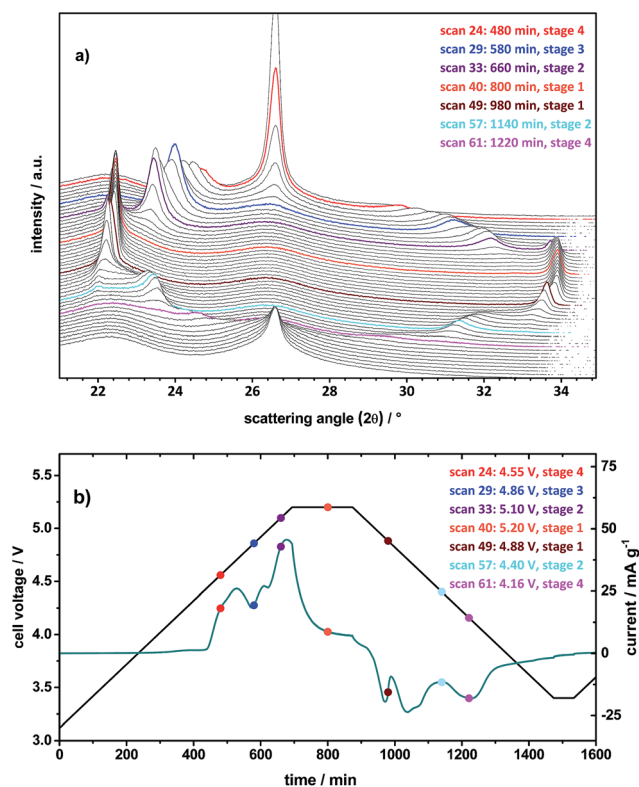 a)
scan 24: 480 min, stage 4
scan 29: 580 min, stage 3
scan 33: 660 min, stage 2
scan 40: 800 min, stage 1
scan 49: 980 min, stage 1
scan 57: 1140 min, stage 2
scan 61: 1220 min, stage 4
intensity / a.u.
22 24 26 28 30 32 34
scattering angle (2θ) / °
b)
scan 24: 4.55 V, stage 4
scan 29: 4.86 V, stage 3
scan 33: 5.10 V, stage 2
scan 40: 5.20 V, stage 1
scan 49: 4.88 V, stage 1
scan 57: 4.40 V, stage 2
scan 61: 4.16 V, stage 4
cell voltage / V
5.5
5.0
4.5
4.0
3.5
3.0
75
50
25
0
-25
current / mA g⁻¹
0 200 400 600 800 1000 1200 1400 1600
time / min